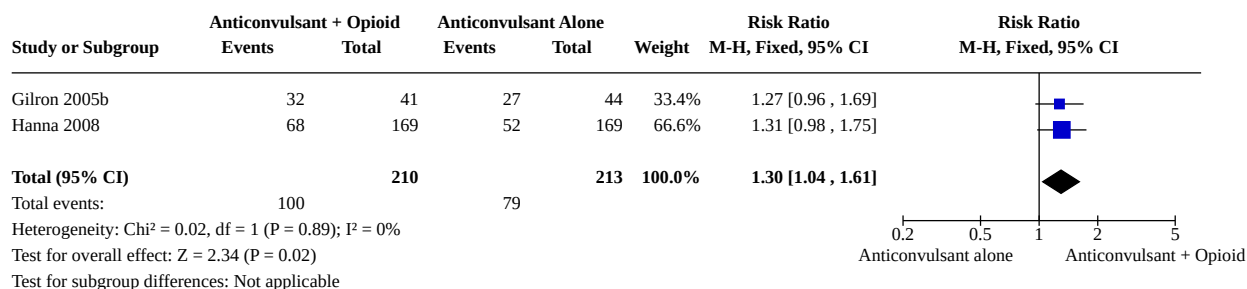 Anticonvulsant + Opioid Anticonvulsant Alone Risk Ratio Risk Ratio
Study or Subgroup Events Total Events Total Weight M-H, Fixed, 95% CI M-H, Fixed, 95% CI
Gilron 2005b 32 41 27 44 33.4% 1.27 [0.96 , 1.69]
Hanna 2008 68 169 52 169 66.6% 1.31 [0.98 , 1.75]
Total (95% CI) 210 213 100.0% 1.30 [1.04 , 1.61]
Total events: 100 79
Heterogeneity: Chi² = 0.02, df = 1 (P = 0.89); I² = 0%
0.2 0.5 1 2 5
Test for overall effect: Z = 2.34 (P = 0.02) Anticonvulsant alone Anticonvulsant + Opioid
Test for subgroup differences: Not applicable